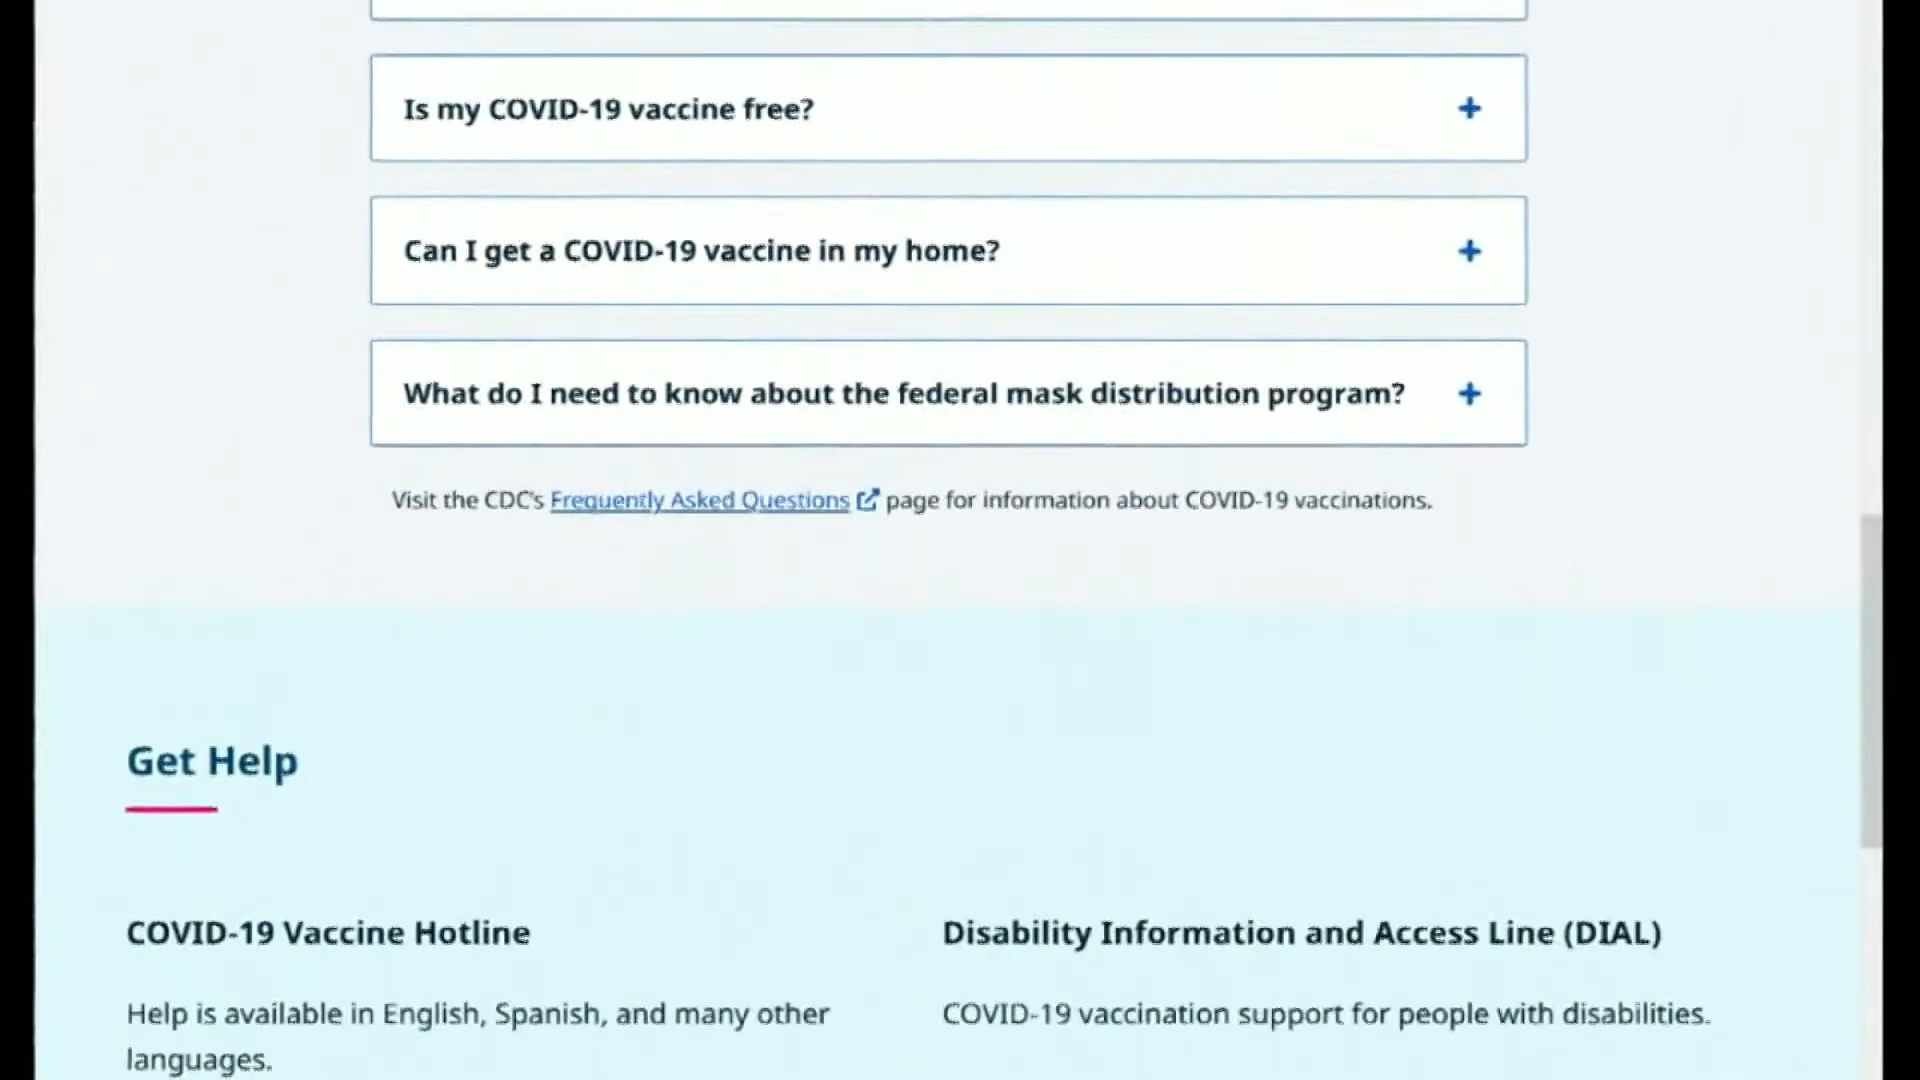 Is my COVID-19 vaccine free?
Can I get a COVID-19 vaccine in my home?
What do I need to know about the federal mask distribution program?
Visit the CDC's Frequently Asked Questions page for information about COVID-19 vaccinations.
Get Help
COVID-19 Vaccine Hotline
Help is available in English, Spanish, and many other
languages.
Disability Information and Access Line (DIAL)
COVID-19 vaccination support for people with disabilities.